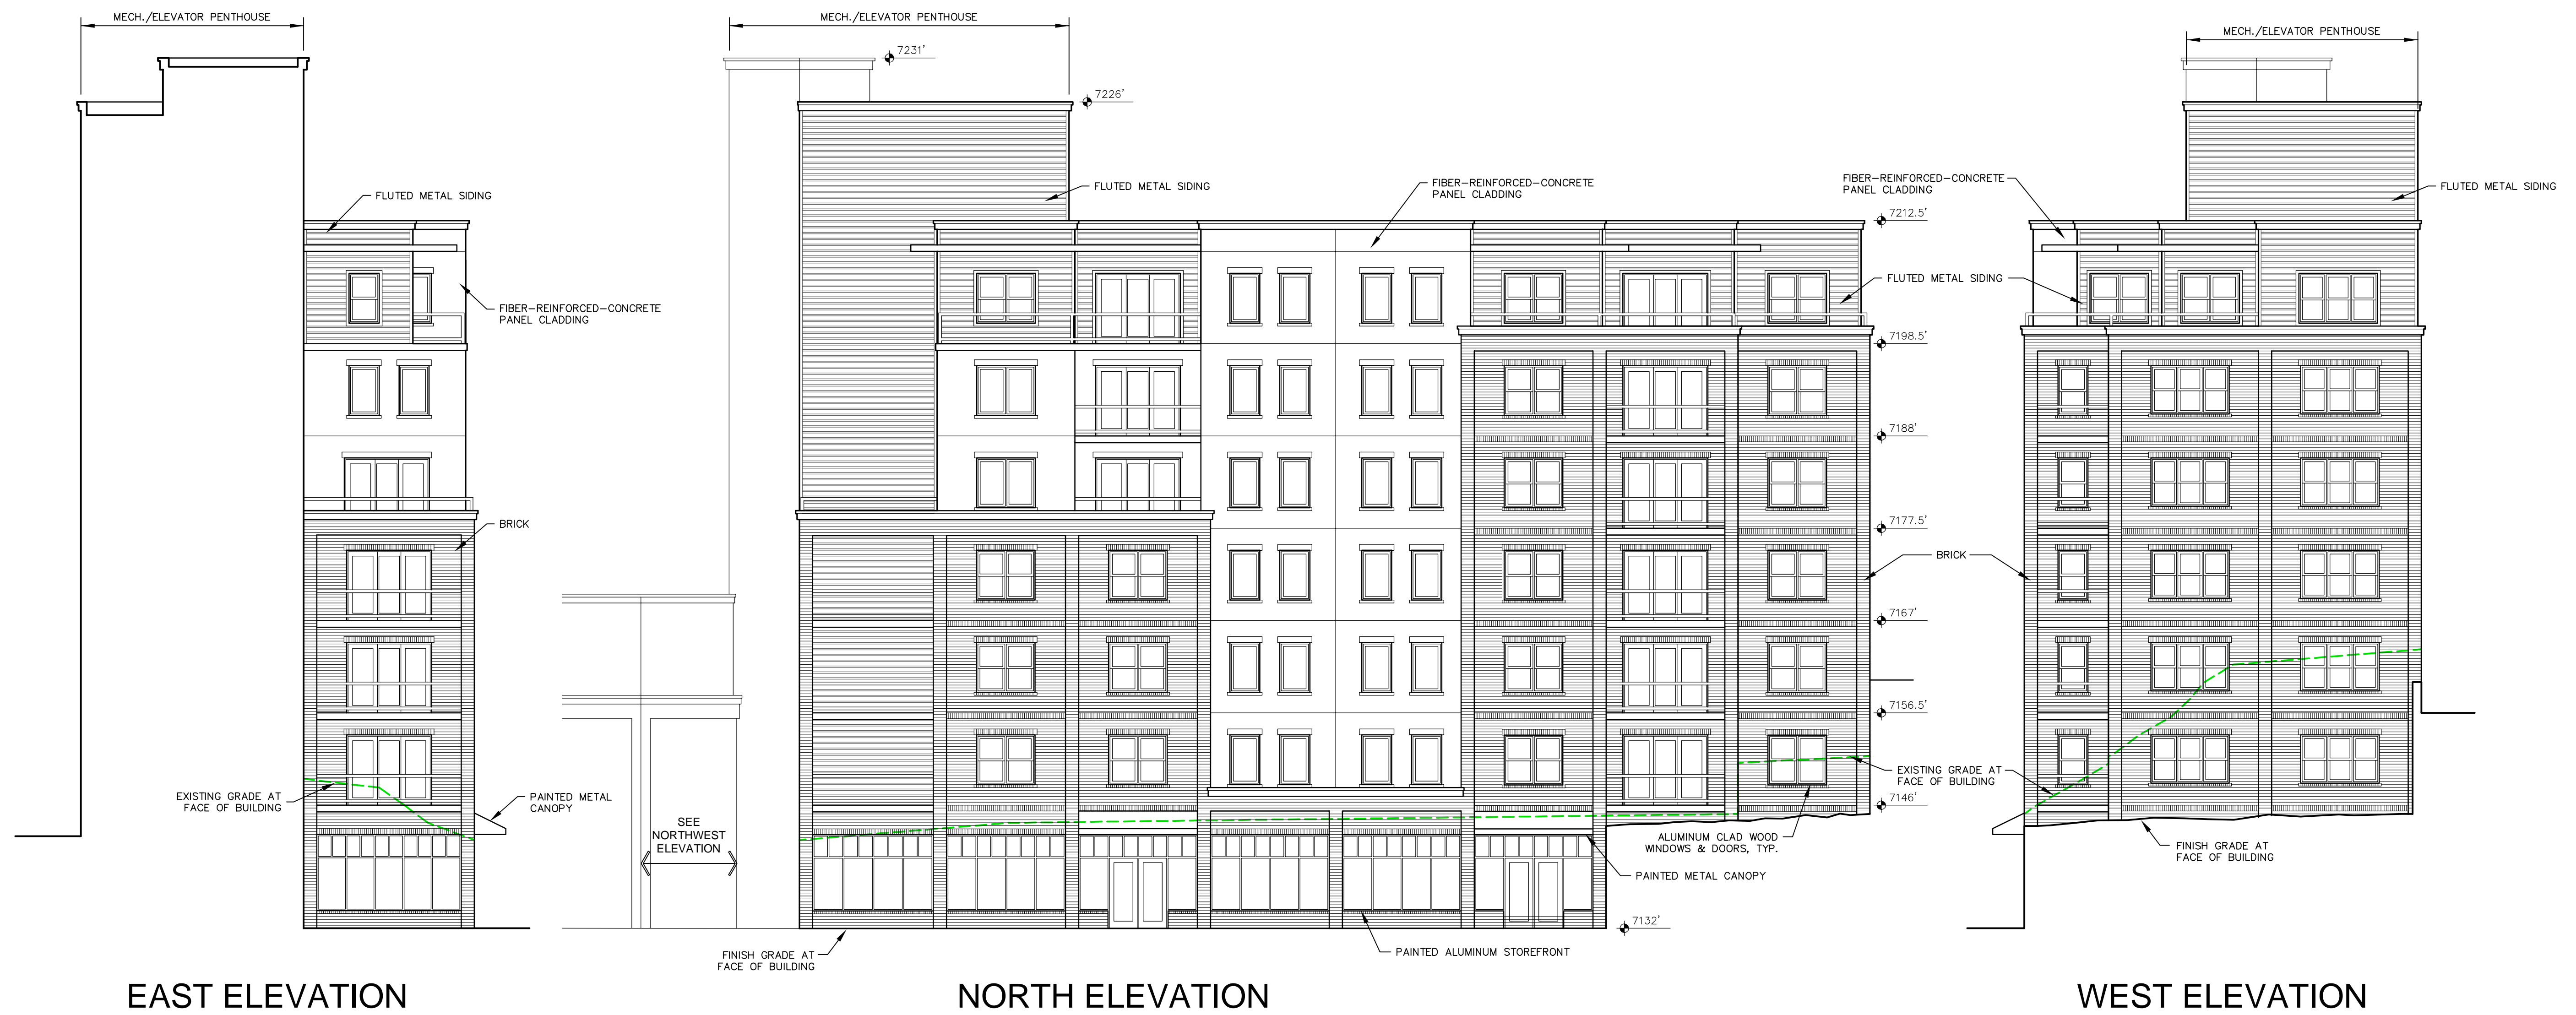 MECH./ELEVATOR PENTHOUSE
FLUTED METAL SIDING
FIBER-REINFORCED-CONCRETE
PANEL CLADDING
BRICK
EXISTING GRADE AT
FACE OF BUILDING
PAINTED METAL
CANOPY
EAST ELEVATION
MECH./ELEVATOR PENTHOUSE
7231'
7226'
FLUTED METAL SIDING
FIBER-REINFORCED-CONCRETE
PANEL CLADDING
7212.5'
FLUTED METAL SIDING
7198.5'
7188'
7177.5'
BRICK
7167'
7156.5'
EXISTING GRADE AT
FACE OF BUILDING
7146'
SEE
NORTHWEST
ELEVATION
ALUMINUM CLAD WOOD
WINDOWS & DOORS, TYP.
PAINTED METAL CANOPY
7132'
PAINTED ALUMINUM STOREFRONT
FINISH GRADE AT
FACE OF BUILDING
NORTH ELEVATION
MECH./ELEVATOR PENTHOUSE
FIBER-REINFORCED-CONCRETE
PANEL CLADDING
FLUTED METAL SIDING
FINISH GRADE AT
FACE OF BUILDING
WEST ELEVATION